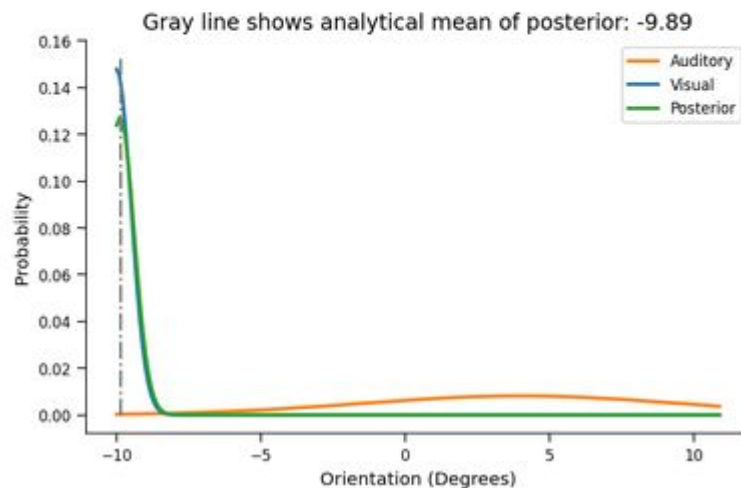 Gray line shows analytical mean of posterior: -9.89
0.16
0.14
0.12
0.10
0.08
0.06
0.04
0.02
0.00
Probability
Auditory
Visual
Posterior
−10
−5
0
5
10
Orientation (Degrees)